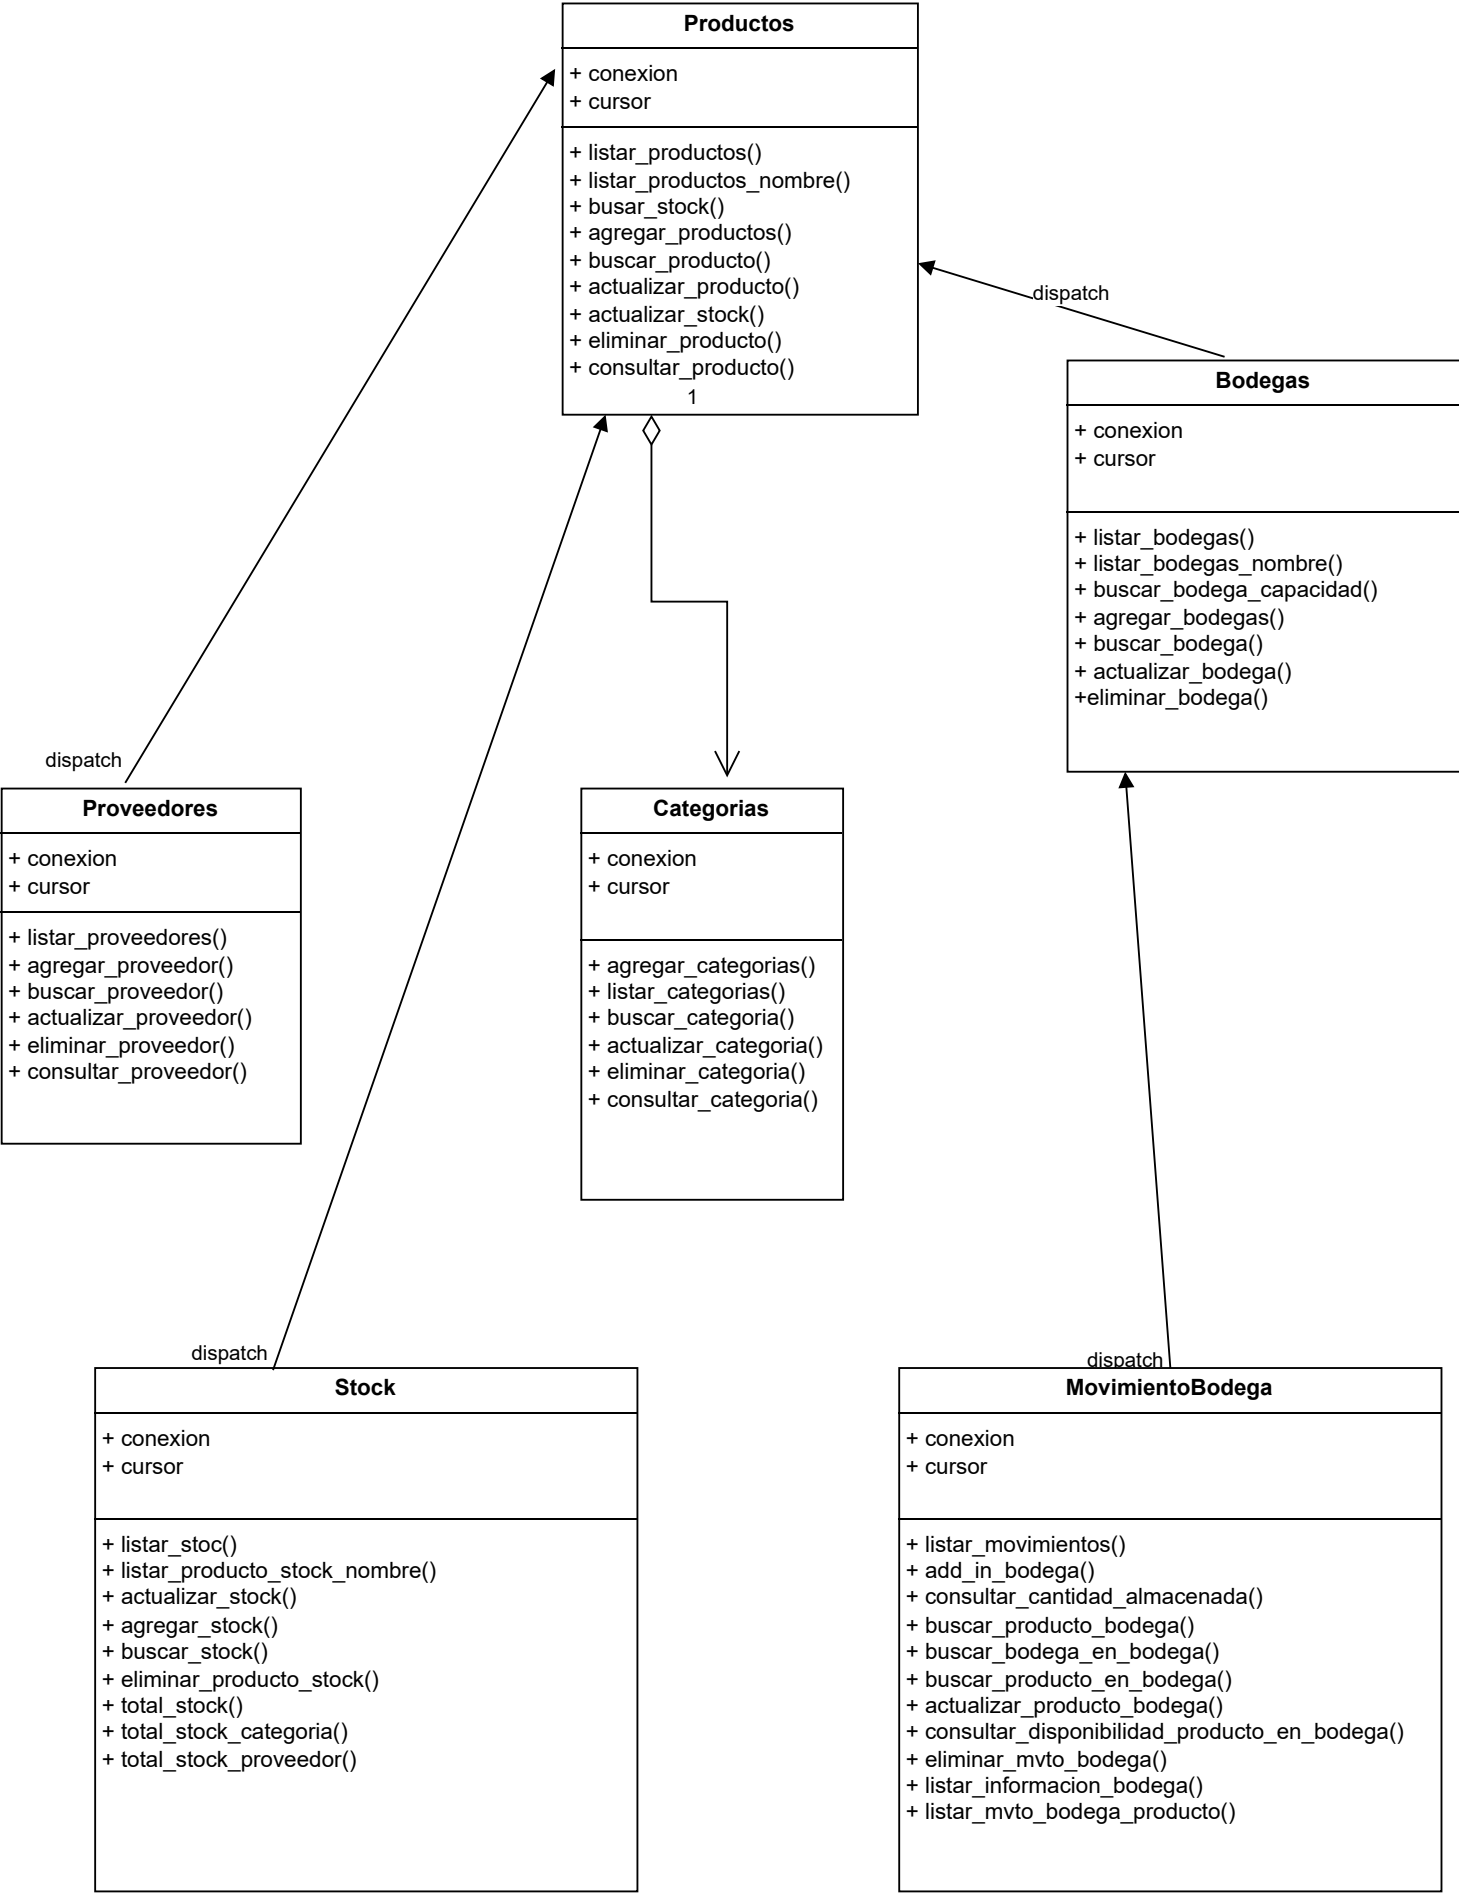 Productos
+ conexion
+ cursor
+ listar_productos()
+ listar_productos_nombre()
+ busar_stock()
+ agregar_productos()
+ buscar_producto()
+ actualizar_producto()
+ actualizar_stock()
+ eliminar_producto()
+ consultar_producto()
1
dispatch
Bodegas
+ conexion
+ cursor
+ listar_bodegas()
+ listar_bodegas_nombre()
+ buscar_bodega_capacidad()
+ agregar_bodegas()
+ buscar_bodega()
+ actualizar_bodega()
+eliminar_bodega()
dispatch
Proveedores
+ conexion
+ cursor
+ listar_proveedores()
+ agregar_proveedor()
+ buscar_proveedor()
+ actualizar_proveedor()
+ eliminar_proveedor()
+ consultar_proveedor()
Categorias
+ conexion
+ cursor
+ agregar_categorias()
+ listar_categorias()
+ buscar_categoria()
+ actualizar_categoria()
+ eliminar_categoria()
+ consultar_categoria()
dispatch
Stock
+ conexion
+ cursor
+ listar_stoc()
+ listar_producto_stock_nombre()
+ actualizar_stock()
+ agregar_stock()
+ buscar_stock()
+ eliminar_producto_stock()
+ total_stock()
+ total_stock_categoria()
+ total_stock_proveedor()
dispatch
MovimientoBodega
+ conexion
+ cursor
+ listar_movimientos()
+ add_in_bodega()
+ consultar_cantidad_almacenada()
+ buscar_producto_bodega()
+ buscar_bodega_en_bodega()
+ buscar_producto_en_bodega()
+ actualizar_producto_bodega()
+ consultar_disponibilidad_producto_en_bodega()
+ eliminar_mvto_bodega()
+ listar_informacion_bodega()
+ listar_mvto_bodega_producto()